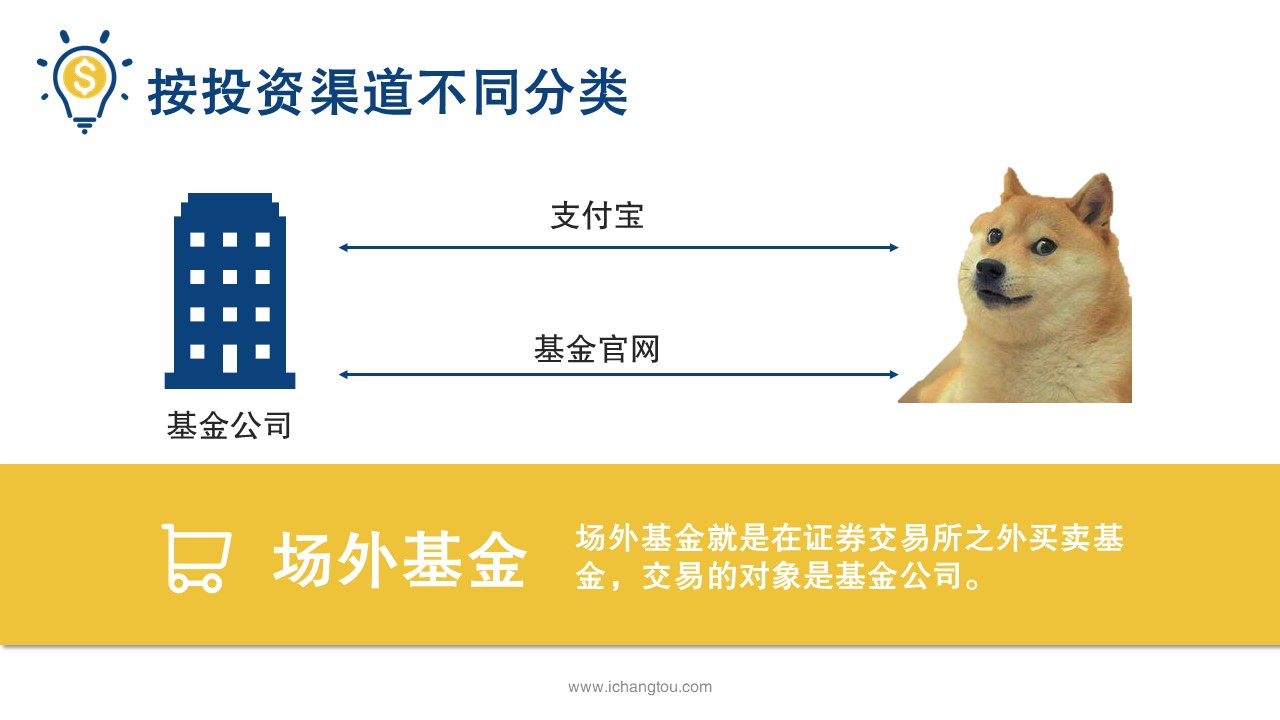 按投资渠道不同分类
支付宝
基金官网
基金公司
场外基金
场外基金就是在证券交易所之外买卖基
金，交易的对象是基金公司。
www.ichangtou.com